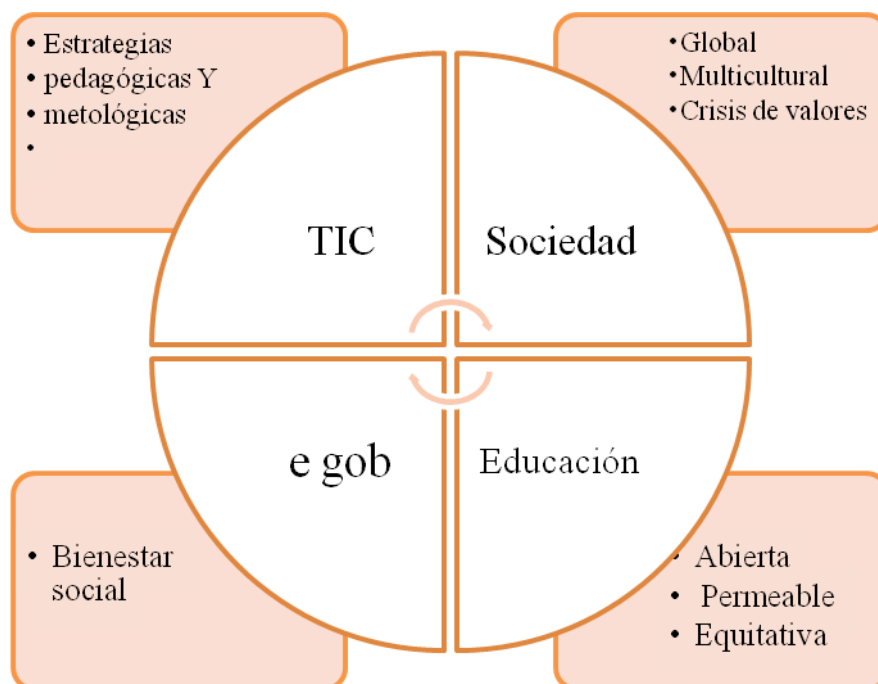 • Estrategias
• pedagógicas Y
• metológicas
•
• Global
• Multicultural
• Crisis de valores
TIC
Sociedad
e gob
Educación
• Bienestar
social
• Abierta
• Permeable
• Equitativa